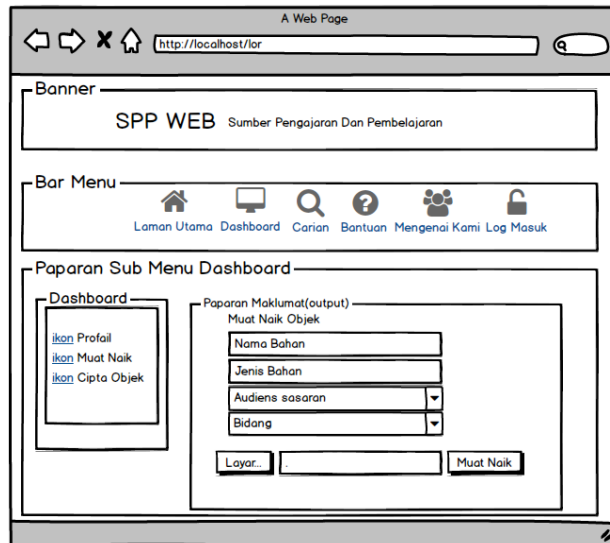 A Web Page
http://localhost/lor
Banner
SPP WEB Sumber Pengajaran Dan Pembelajaran
Bar Menu
Laman Utama Dashboard Carian Bantuan Mengenai Kami Log Masuk
Paparan Sub Menu Dashboard
Dashboard
ikon Profail
ikon Muat Naik
ikon Cipta Objek
Paparan Maklumat(output)
Muat Naik Objek
Nama Bahan
Jenis Bahan
Audiens sasaran
Bidang
Layar... . Muat Naik